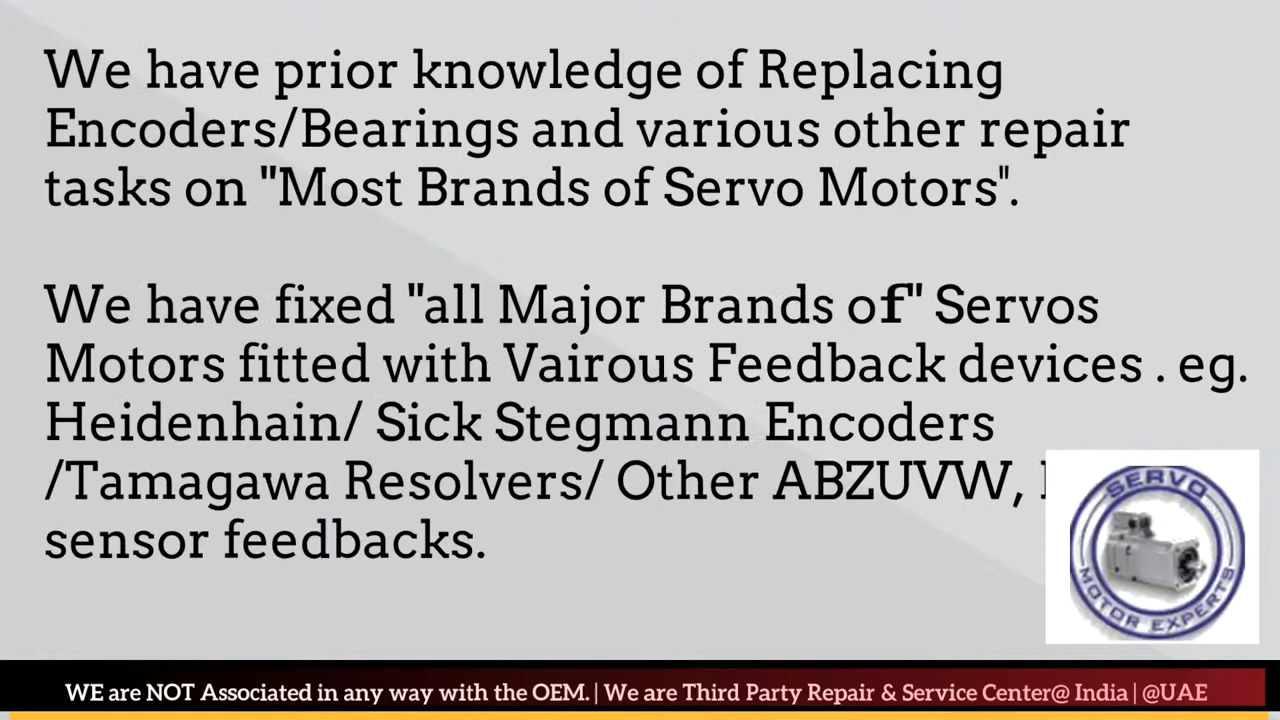 We have prior knowledge of Replacing
Encoders/Bearings and various other repair
tasks on "Most Brands of Servo Motors".
We have fixed "all Major Brands of" Servos
Motors fitted with Vairous Feedback devices . eg.
Heidenhain/ Sick Stegmann Encoders
/Tamagawa Resolvers/ Other ABZUVW,
sensor feedbacks.
SERVO
MOTOR EXPERTS
WE are NOT Associated in any way with the OEM. | We are Third Party Repair & Service Center@ India | @UAE